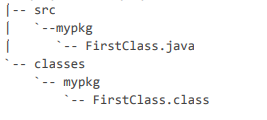 |-- src
| `--mypkg
| `-- FirstClass.java
`-- classes
`-- mypkg
`-- FirstClass.class